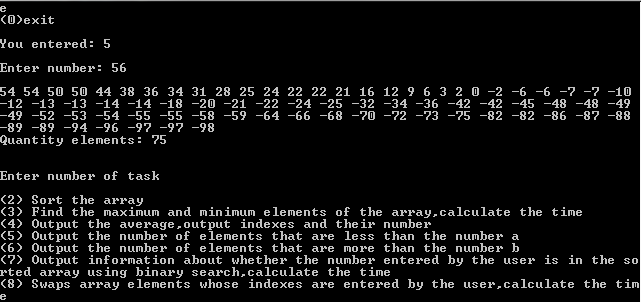 e
(0)exit
You entered: 5
Enter number: 56
54 54 50 50 44 38 36 34 31 28 25 24 22 22 21 16 12 9 6 3 2 0 -2 -6 -6 -7 -7 -10
-12 -13 -13 -14 -14 -18 -20 -21 -22 -24 -25 -32 -34 -36 -42 -42 -45 -48 -48 -49
-49 -52 -53 -54 -55 -55 -58 -59 -64 -66 -68 -70 -72 -73 -75 -82 -82 -86 -87 -88
-89 -89 -94 -96 -97 -97 -98
Quantity elements: 75
Enter number of task
(2) Sort the array
(3) Find the maximum and minimum elements of the array,calculate the time
(4) Output the average,output indexes and their number
(5) Output the number of elements that are less than the number a
(6) Output the number of elements that are more than the number b
(7) Output information about whether the number entered by the user is in the so
rted array using binary search,calculate the time
(8) Swaps array elements whose indexes are entered by the user,calculate the tim
e